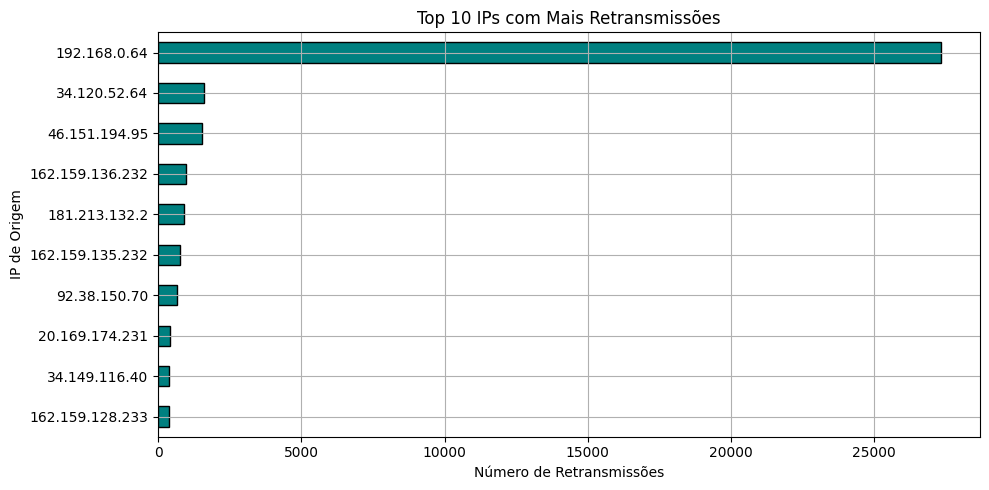 Top 10 IPs com Mais Retransmissões
IP de Origem
192.168.0.64
34.120.52.64
46.151.194.95
162.159.136.232
181.213.132.2
162.159.135.232
92.38.150.70
20.169.174.231
34.149.116.40
162.159.128.233
0 5000 10000 15000 20000 25000
Número de Retransmissões